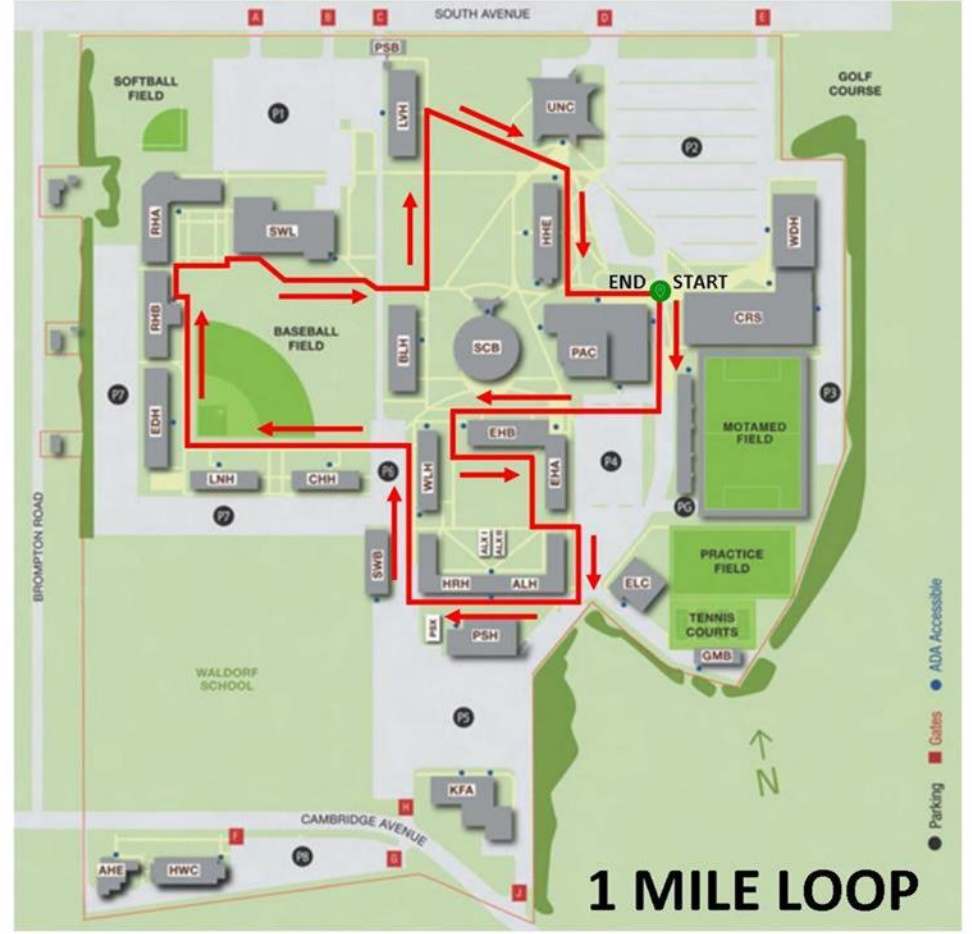 SOUTH AVENUE
A
B
C
D
E
PSB
SOFTBALL
FIELD
P1
LVH
UNC
P2
GOLF
COURSE
RHA
SWL
HHE
WDH
END
START
RHB
BASEBALL
FIELD
BLH
SCB
PAC
CRS
P7
EDH
P3
MOTAMED
FIELD
EHB
WLH
EHA
P4
P6
LNH
CHH
P7
PG
BROMPTON ROAD
SWB
ALX I
ALX II
HRH
ALH
ELC
PRACTICE
FIELD
TENNIS
COURTS
GMB
PSX
PSH
WALDORF
SCHOOL
P5
N
KFA
H
CAMBRIDGE AVENUE
F
G
P8
AHE
HWC
J
ADA Accessible
Gates
Parking
1 MILE LOOP